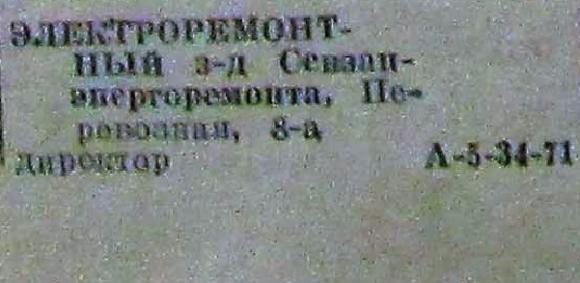 ЭЛЕКТРОРЕМОНТ-
НЫЙ з-д Севзап-
энергоремонта, Пе-
ревозная, 8-а
директор А-5-34-71